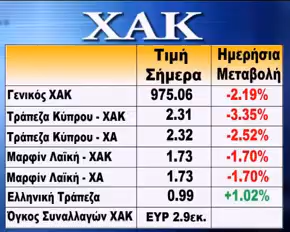 ΧΑΚ
Τιμή Σήμερα Ημερήσια Μεταβολή
Γενικός ΧΑΚ 975.06 -2.19%
Τράπεζα Κύπρου - ΧΑΚ 2.31 -3.35%
Τράπεζα Κύπρου - ΧΑ 2.32 -2.52%
Μαρφίν Λαϊκή - ΧΑΚ 1.73 -1.70%
Μαρφίν Λαϊκή - ΧΑ 1.73 -1.70%
Ελληνική Τράπεζα 0.99 +1.02%
Όγκος Συναλλαγών ΧΑΚ ΕΥΡ 2.9εκ.